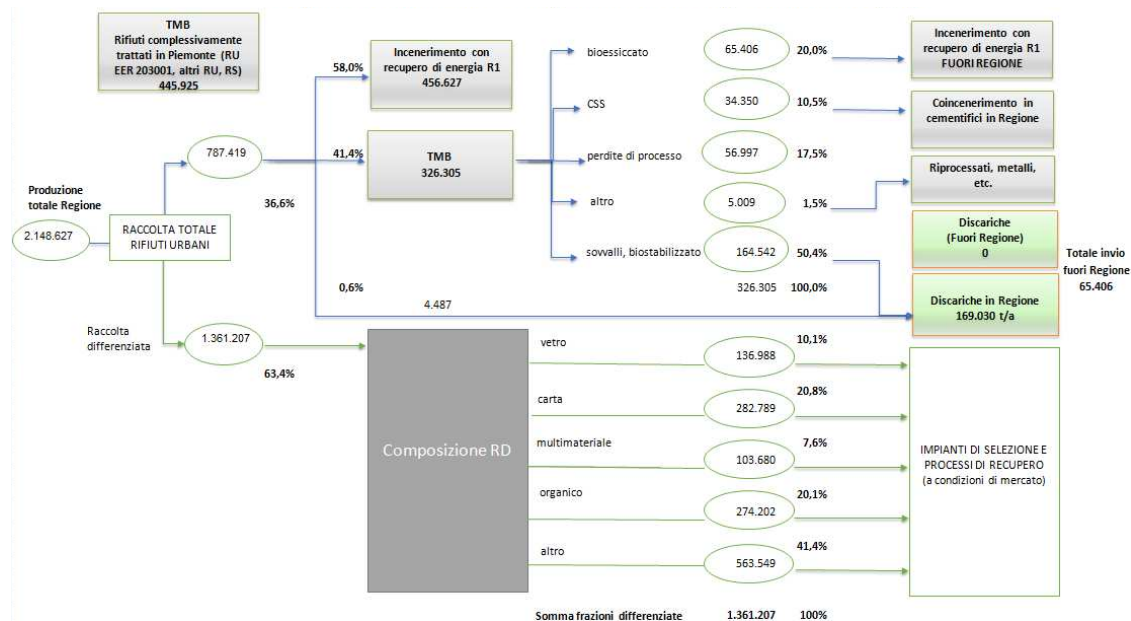 TMB
Rifiuti complessivamente
trattati in Piemonte (RU
EER 203001, altri RU, RS)
445.925
58,0%
Incenerimento con
recupero di energia R1
456.627
bioessiccato
65.406
20,0%
Incenerimento con
recupero di energia R1
FUORI REGIONE
CSS
34.350
10,5%
Coincenerimento in
cementifici in Regione
787.419
41,4%
TMB
326.305
perdite di processo
56.997
17,5%
Riprocessati, metalli,
etc.
Produzione
totale Regione
36,6%
altro
5.009
1,5%
2.148.627
RACCOLTA TOTALE
RIFIUTI URBANI
sovvalli, biostabilizzato
164.542
50,4%
Discariche
(Fuori Regione)
0
Totale invio
fuori Regione
65.406
0,6%
4.487
326.305
100,0%
Discariche in Regione
169.030 t/a
Raccolta
differenziata
1.361.207
63,4%
Composizione RD
vetro
136.988
10,1%
carta
282.789
20,8%
multimateriale
103.680
7,6%
organico
274.202
20,1%
altro
563.549
41,4%
IMPIANTI DI SELEZIONE E
PROCESSI DI RECUPERO
(a condizioni di mercato)
Somma frazioni differenziate
1.361.207
100%